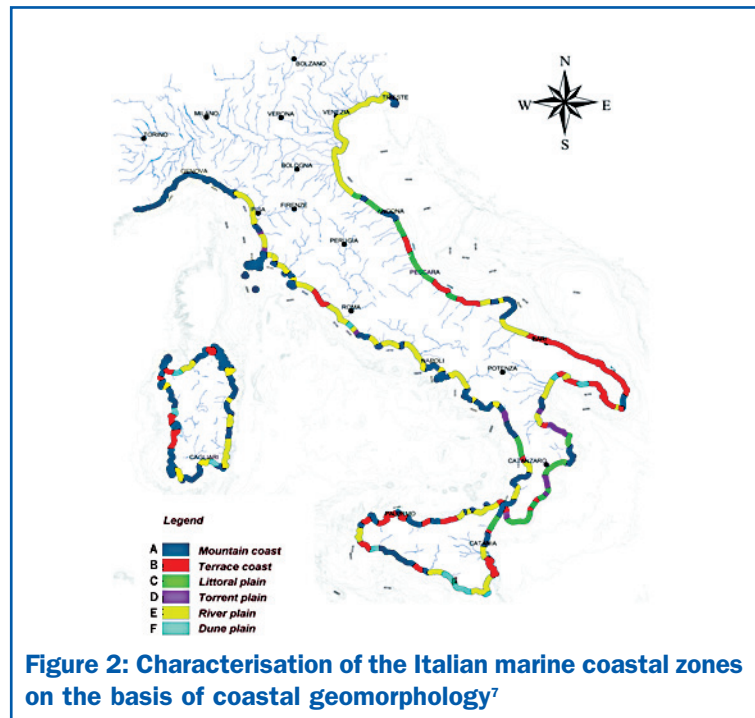 N
W E
S
BOLZANO
TRIESTE
MILANO
VERONA
VENEZIA
TORINO
BOLOGNA
GENOVA
PISA
FIRENZE
ANCONA
PERUGIA
PESCARA
ROMA
BARI
NAPOLI
POTENZA
CAGLIARI
CATANZARO
PALERMO
CATANIA
Legend
A Mountain coast
B Terrace coast
C Littoral plain
D Torrent plain
E River plain
F Dune plain
Figure 2: Characterisation of the Italian marine coastal zones
on the basis of coastal geomorphology⁷